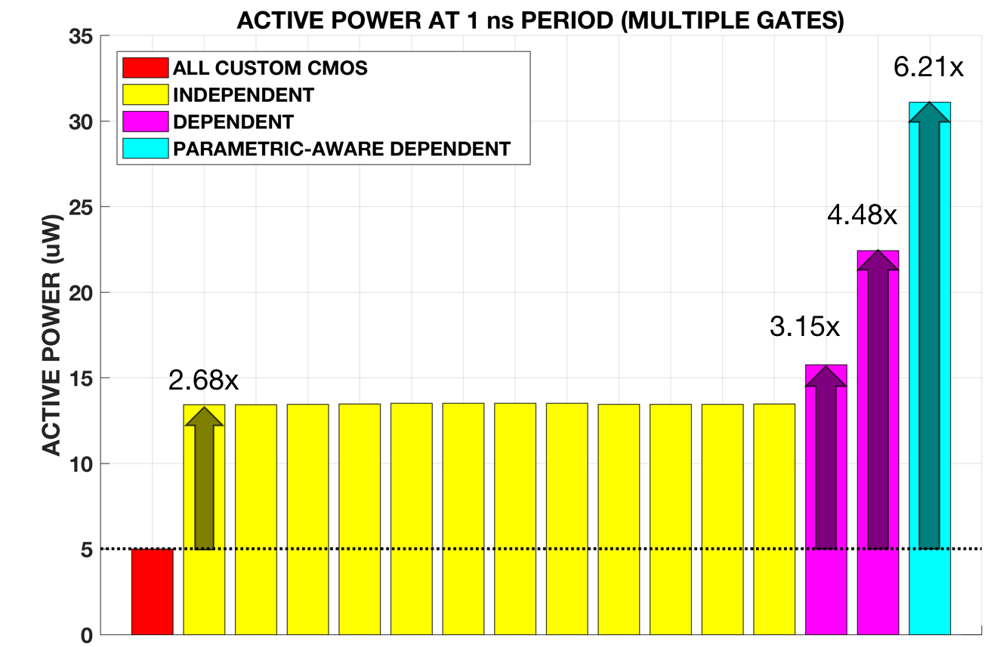 ACTIVE POWER AT 1 ns PERIOD (MULTIPLE GATES)
ALL CUSTOM CMOS
INDEPENDENT
DEPENDENT
PARAMETRIC-AWARE DEPENDENT
ACTIVE POWER (uW)
35
30
25
20
15
10
5
0
2.68x
3.15x
4.48x
6.21x